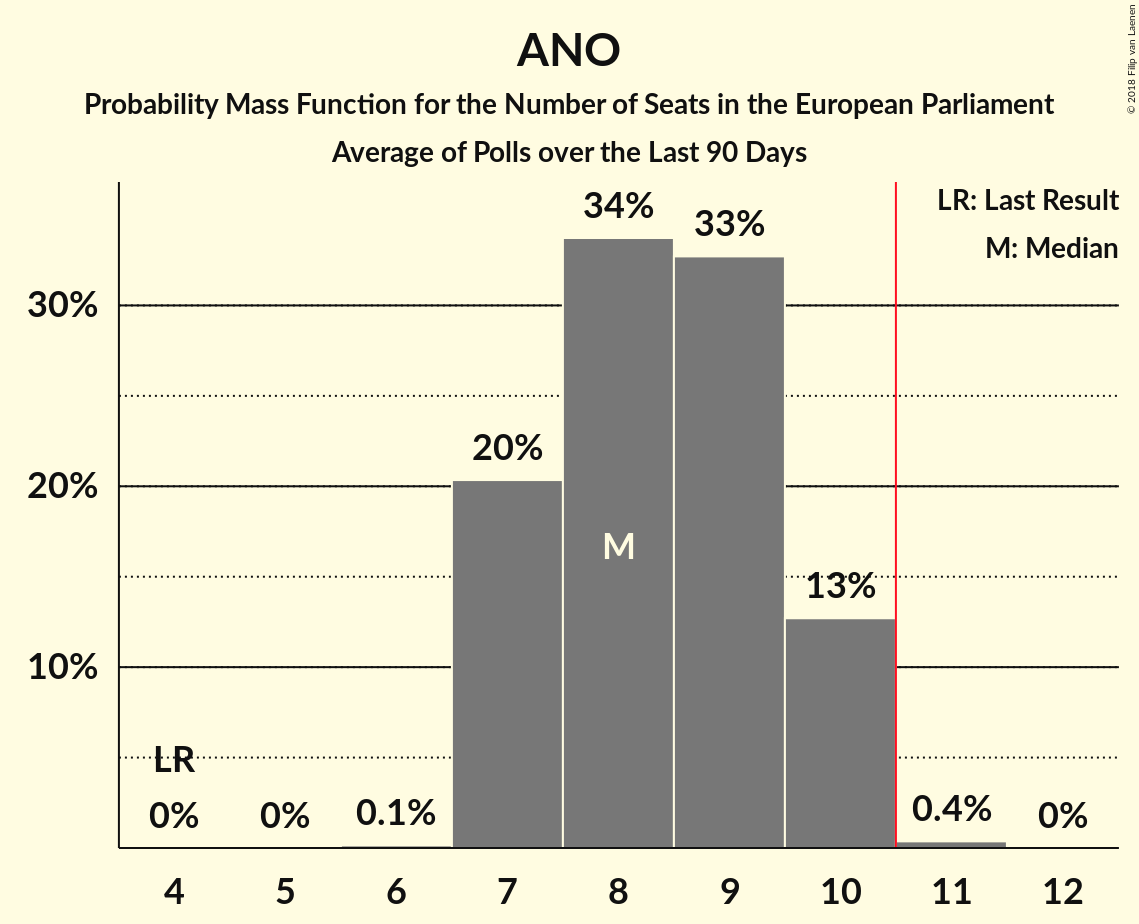 ANO
Probability Mass Function for the Number of Seats in the European Parliament
Average of Polls over the Last 90 Days
© 2018 Filip van Laenen
LR: Last Result
M: Median
34%
33%
30%
20%
20%
M
13%
10%
LR
0%
0%
0.1%
0.4%
0%
4 5 6 7 8 9 10 11 12